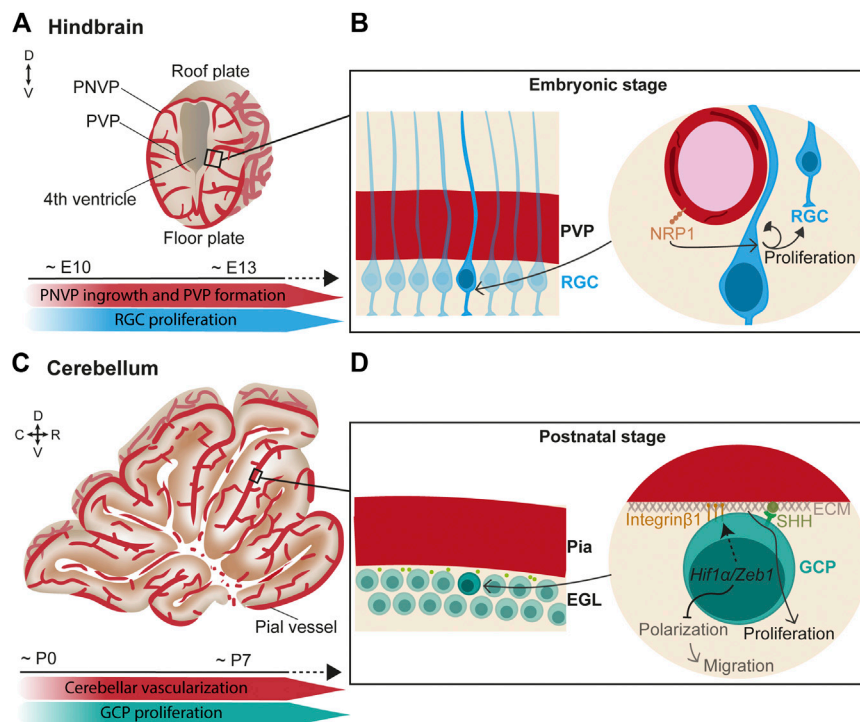 A Hindbrain
D
V
Roof plate
PNVP
PVP
4th ventricle
Floor plate
~ E10
~ E13
PNVP ingrowth and PVP formation
RGC proliferation
B
Embryonic stage
PVP
RGC
NRP1
RGC
Proliferation
C Cerebellum
D
C R
V
Pial vessel
~ P0
~ P7
Cerebellar vascularization
GCP proliferation
D
Postnatal stage
Pia
EGL
ECM
Integrinβ1
SHH
GCP
Hif1α/Zeb1
Polarization
Proliferation
Migration